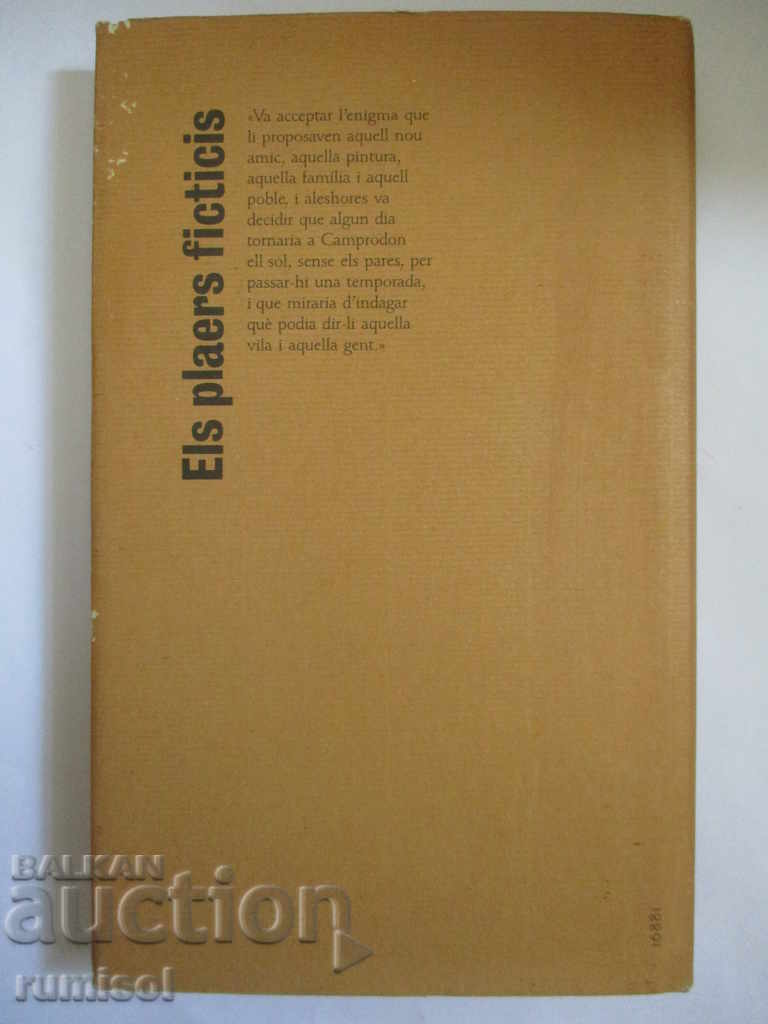 Els plaers ficticis
«Va acceptar l'enigma que
li proposaven aquell nou
amic, aquella pintura,
aquella família i aquell
poble, i aleshores va
decidir que algun dia
tornaria a Camprodon
ell sol, sense els pares, per
passar-hi una temporada,
i que miraria d'indagar
què podia dir-li aquella
vila i aquella gent.»
16881
BALKAN
auction
rumisol